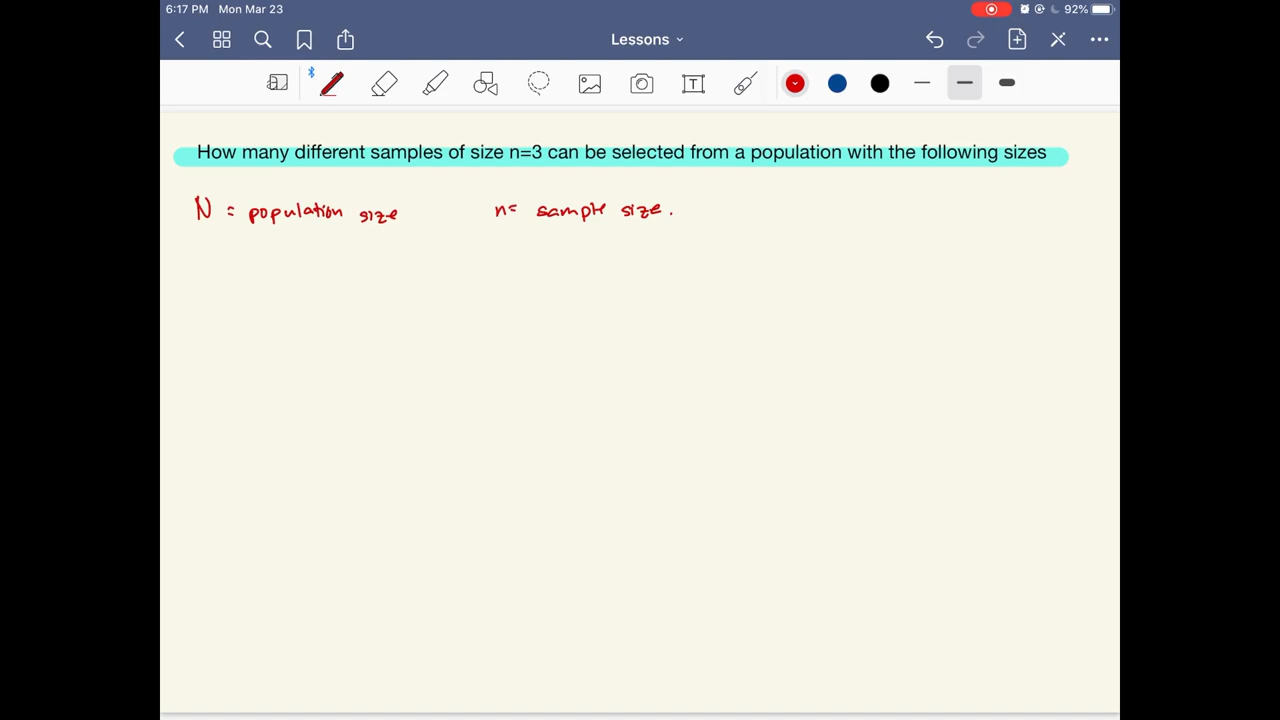 6:17 PM Mon Mar 23
92%
Lessons
T
How many different samples of size n=3 can be selected from a population with the following sizes
N = population size n= sample size.